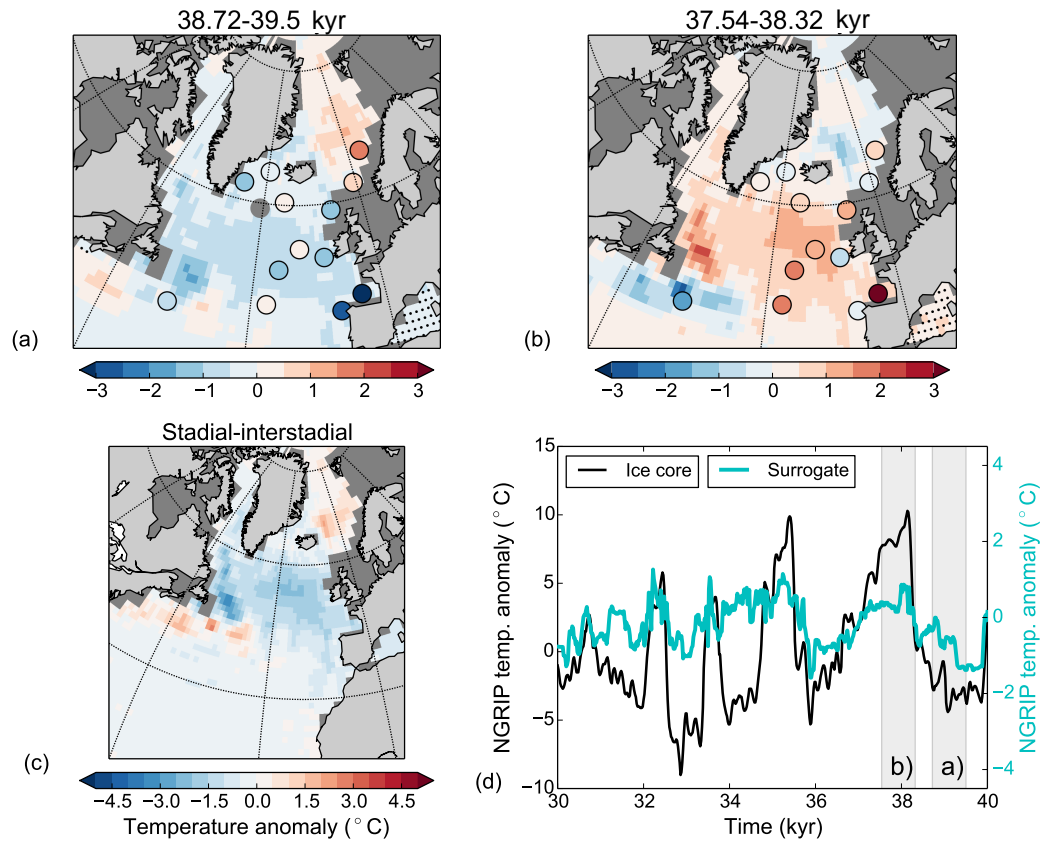 38.72-39.5 kyr
37.54-38.32 kyr
(a)
(b)
−3 −2 −1 0 1 2 3
−3 −2 −1 0 1 2 3
Stadial-interstadial
(c)
−4.5 −3.0 −1.5 0.0 1.5 3.0 4.5
Temperature anomaly (°C)
Ice core
Surrogate
NGRIP temp. anomaly (°C)
15
10
5
0
−5
−10
NGRIP temp. anomaly (°C)
4
2
0
−2
−4
b)
a)
(d)
30 32 34 36 38 40
Time (kyr)